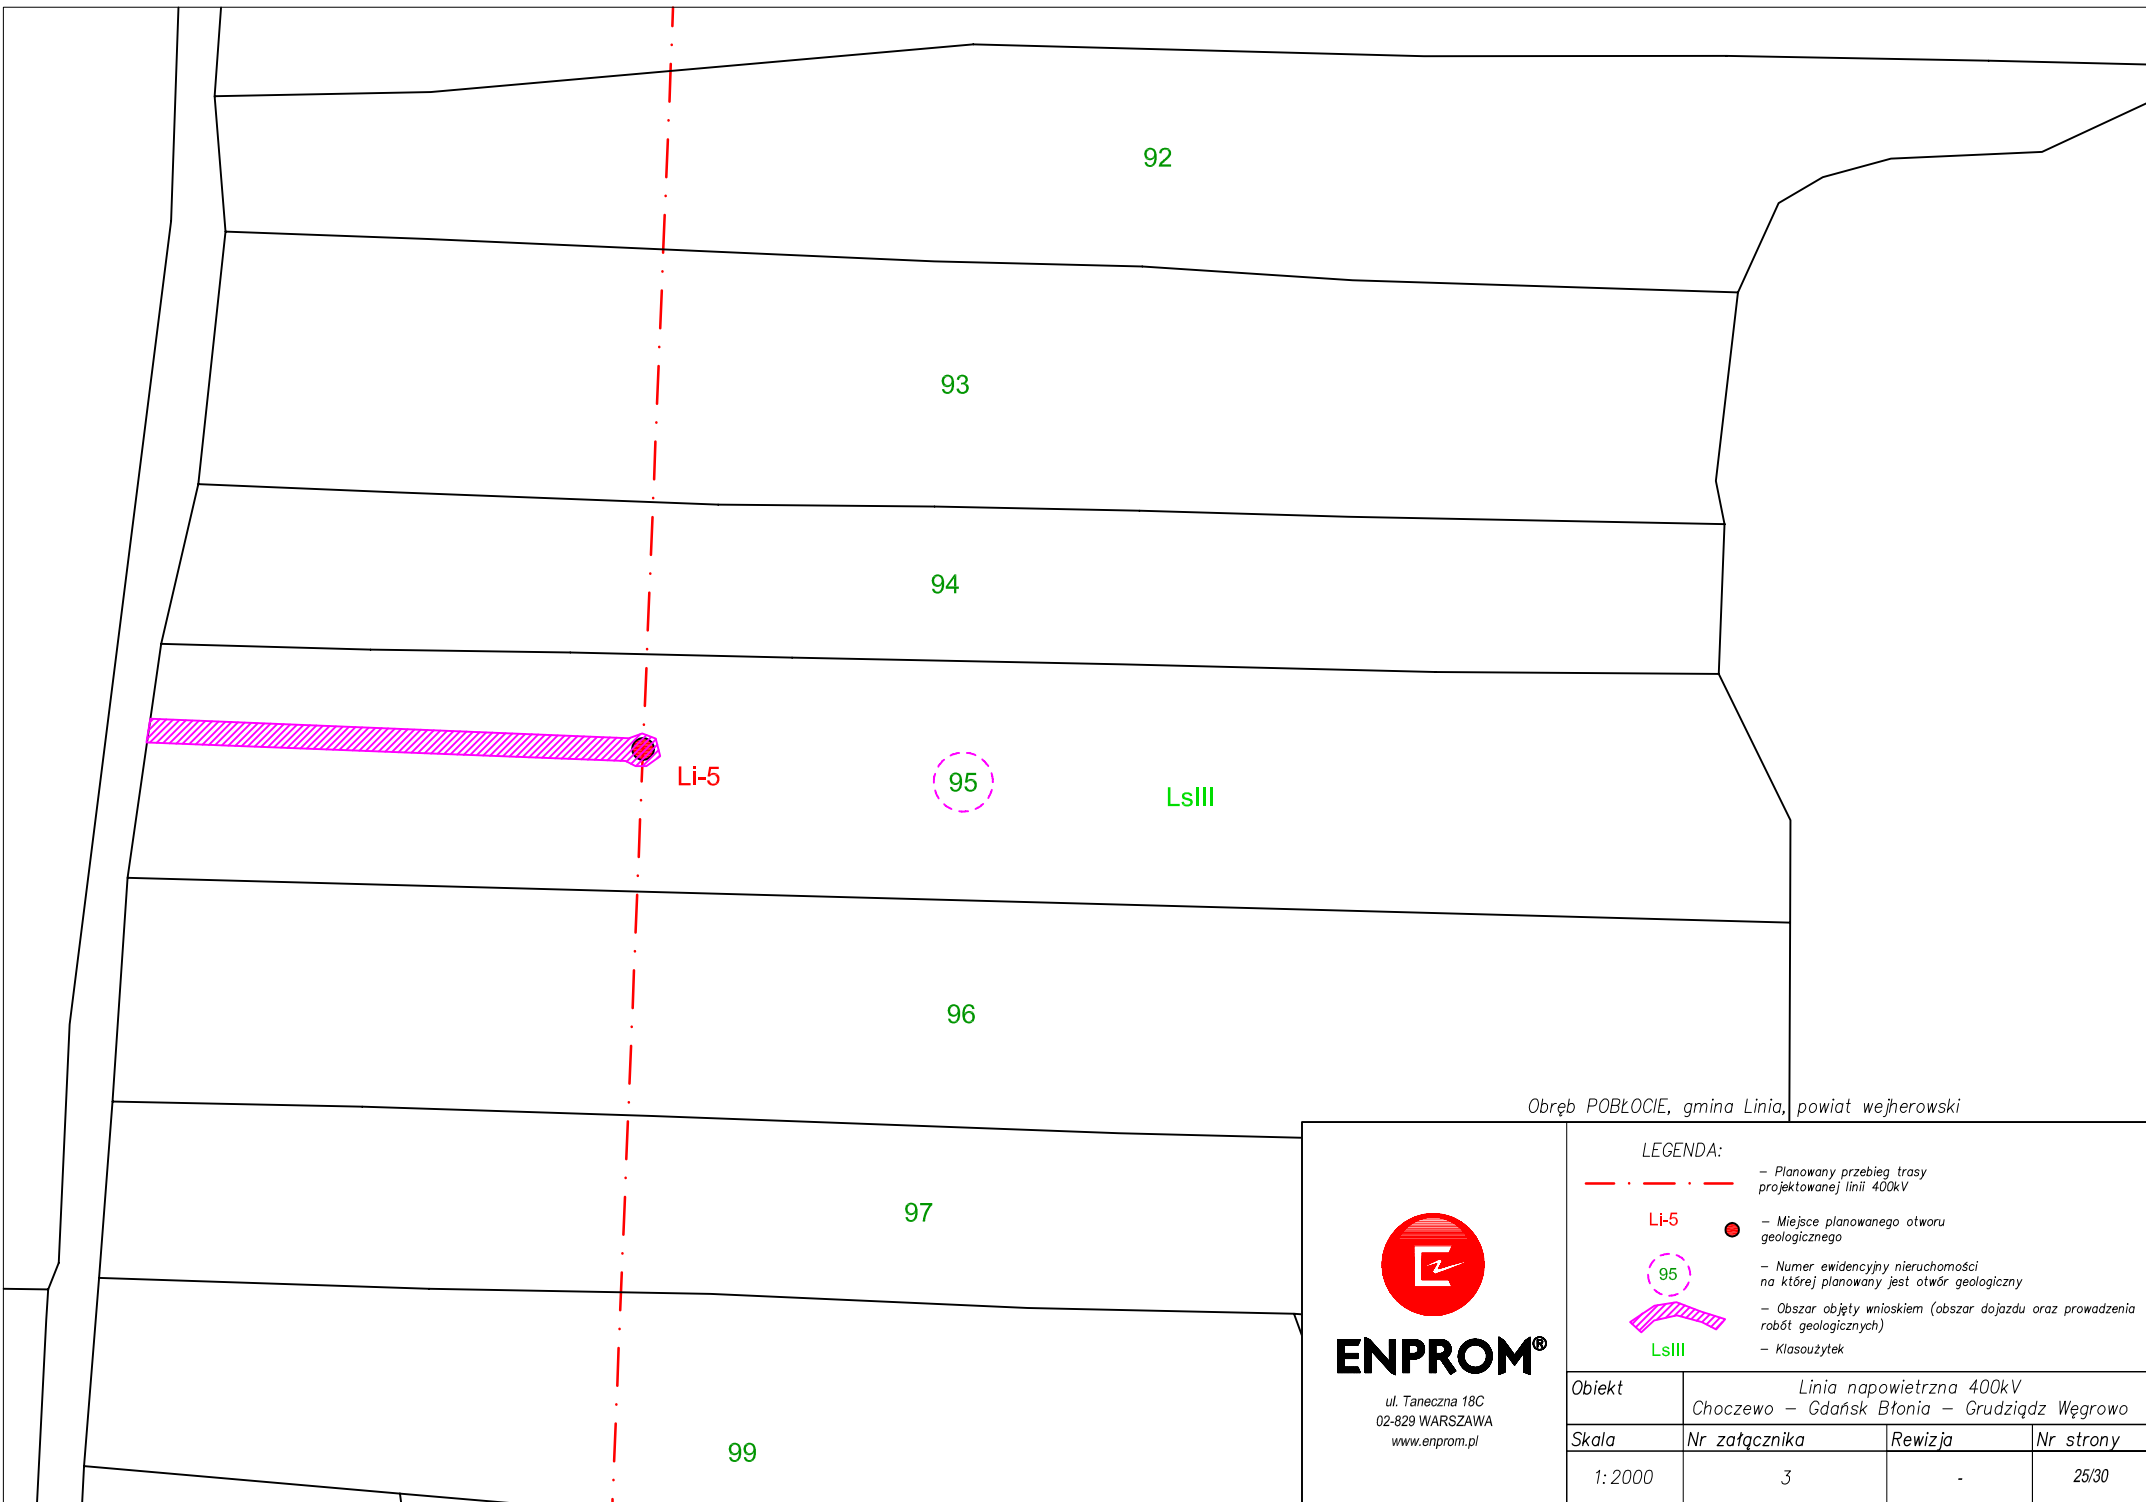 92
93
94
Li-5
95
LsIII
96
97
99
Obręb POBŁOCIE, gmina Linia, powiat wejherowski
LEGENDA:
– Planowany przebieg trasy
projektowanej linii 400kV
Li-5
– Miejsce planowanego otworu
geologicznego
95
– Numer ewidencyjny nieruchomości
na której planowany jest otwór geologiczny
– Obszar objęty wnioskiem (obszar dojazdu oraz prowadzenia
robót geologicznych)
LsIII
– Klasoużytek
ENPROM®
ul. Taneczna 18C
02-829 WARSZAWA
www.enprom.pl
Obiekt
Linia napowietrzna 400kV
Choczewo – Gdańsk Błonia – Grudziądz Węgrowo
Skala
Nr załącznika
Rewizja
Nr strony
1:2000
3
-
25/30